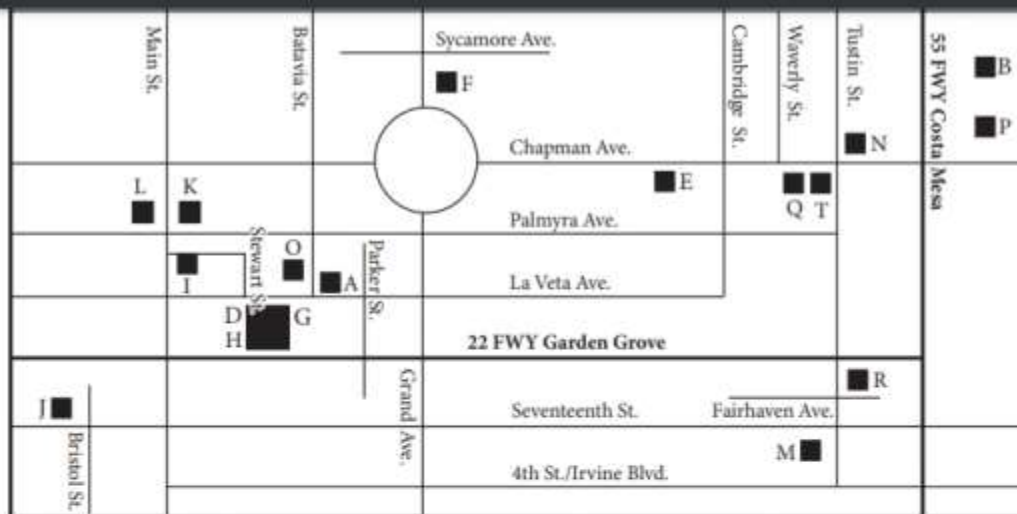 Main St.
Batavia St.
Sycamore Ave.
Cambridge St.
Waverly St.
Tustin St.
55 FWY Costa Mesa
B
F
P
Chapman Ave.
N
L
K
E
Q
T
Palmyra Ave.
Stewart St.
O
Parker St.
I
A
La Veta Ave.
D
G
H
22 FWY Garden Grove
Grand Ave.
R
J
Seventeenth St.
Fairhaven Ave.
Bristol St.
M
4th St./Irvine Blvd.